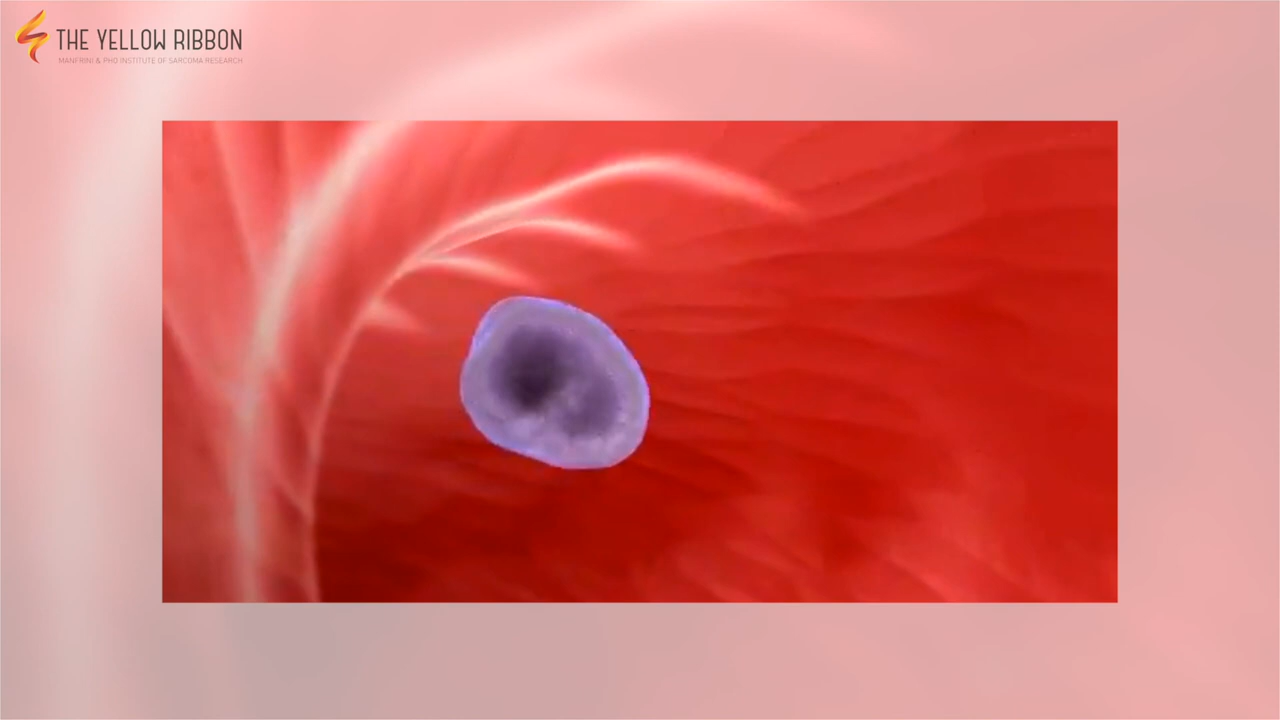 THE YELLOW RIBBON
MANFRINI & PHO INSTITUTE OF SARCOMA RESEARCH